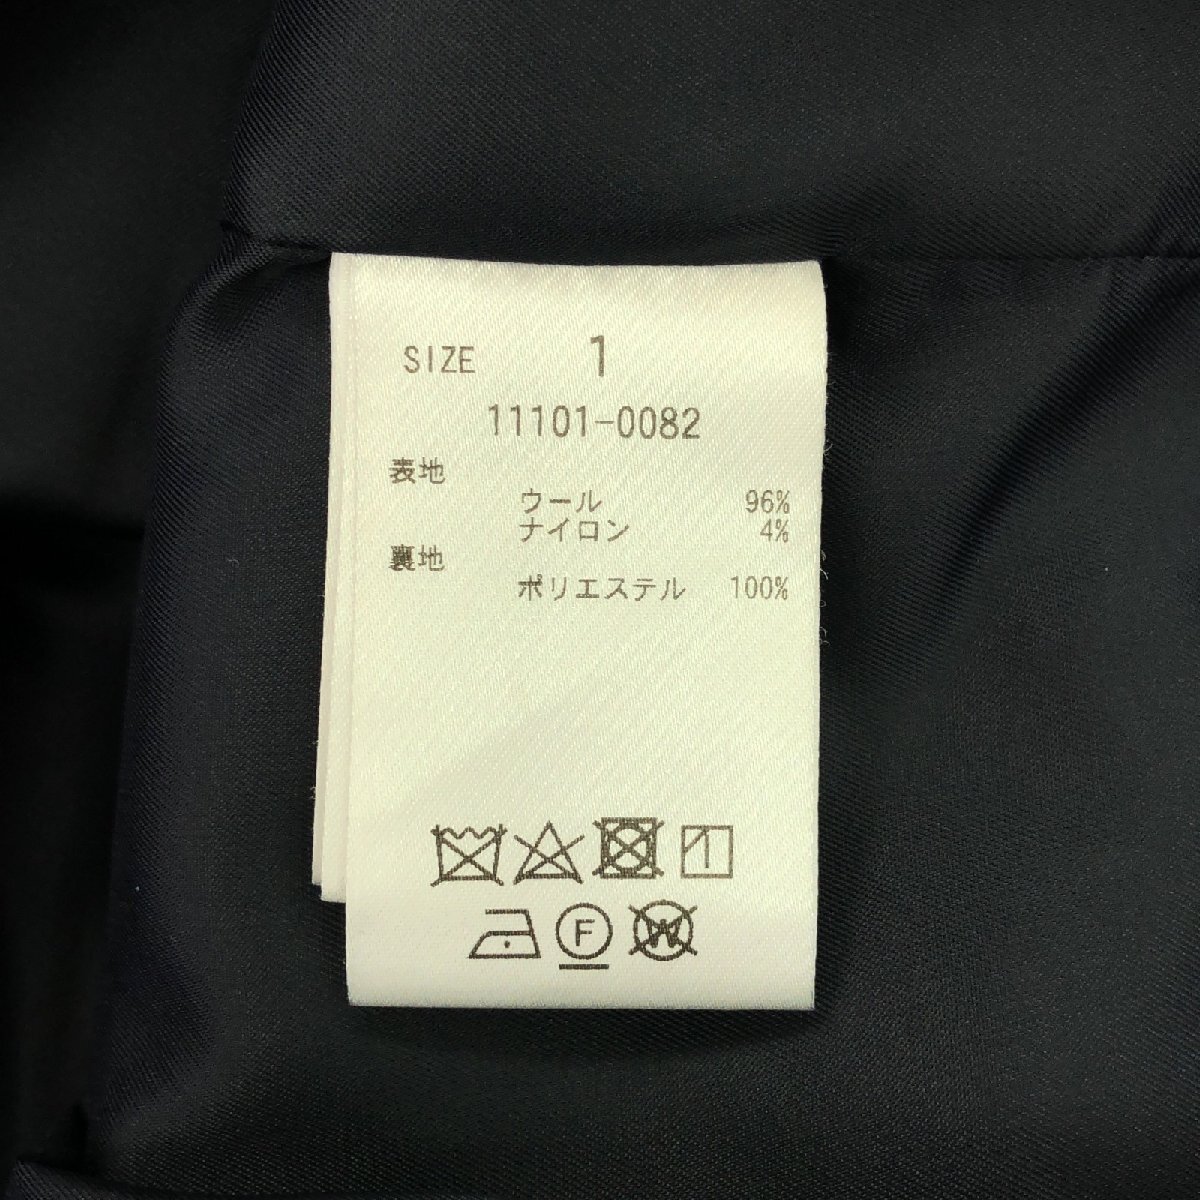 SIZE 1
11101-0082
表地
ウール 96%
ナイロン 4%
裏地
ポリエステル 100%
F W